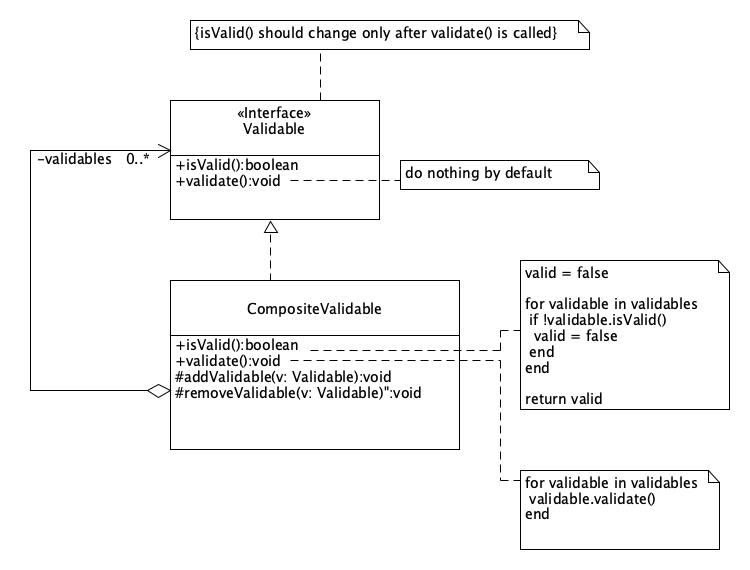 {isValid() should change only after validate() is called}
«Interface»
Validable
-validables 0..*
+isValid():boolean
+validate():void
do nothing by default
CompositeValidable
+isValid():boolean
+validate():void
#addValidable(v: Validable):void
#removeValidable(v: Validable)":void
valid = false
for validable in validables
if !validable.isValid()
valid = false
end
end
return valid
for validable in validables
validable.validate()
end